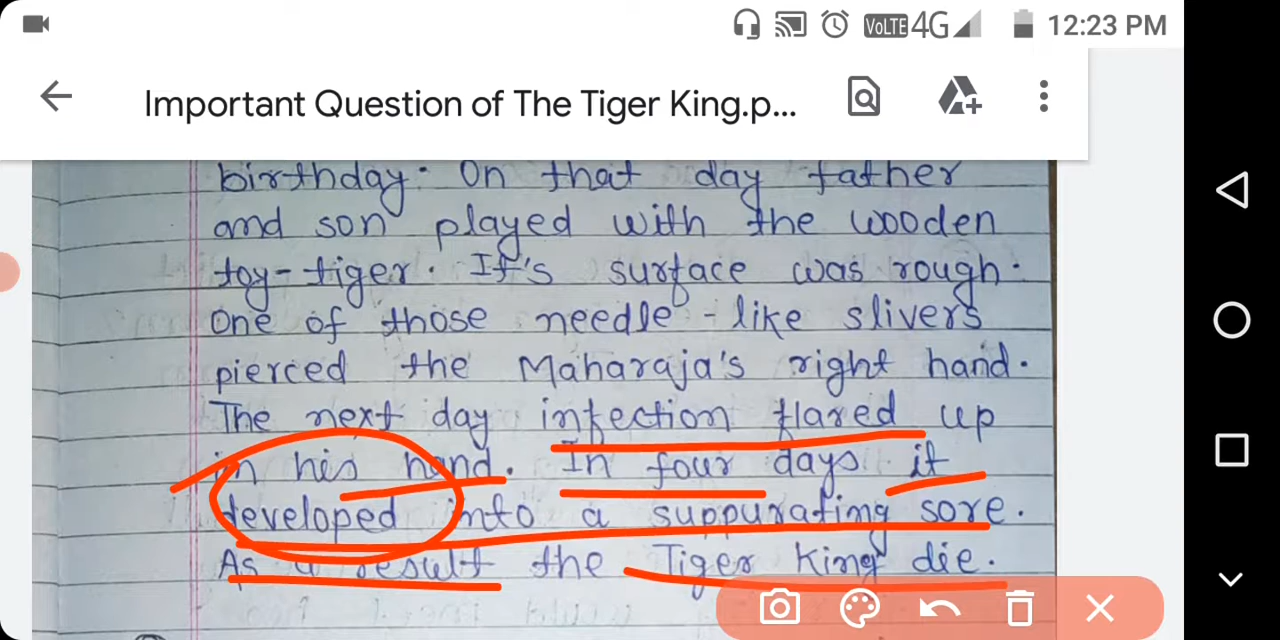 VoLTE 4G 12:23 PM
Important Question of The Tiger King.p...
birthday. On that day father
and son played with the wooden
toy-tiger. It's surface was rough.
One of those needle-like slivers
pierced the Maharaja's right hand.
The next day infection flared up
in his hand. In four days it
developed into a suppurating sore.
As a result the Tiger King die.